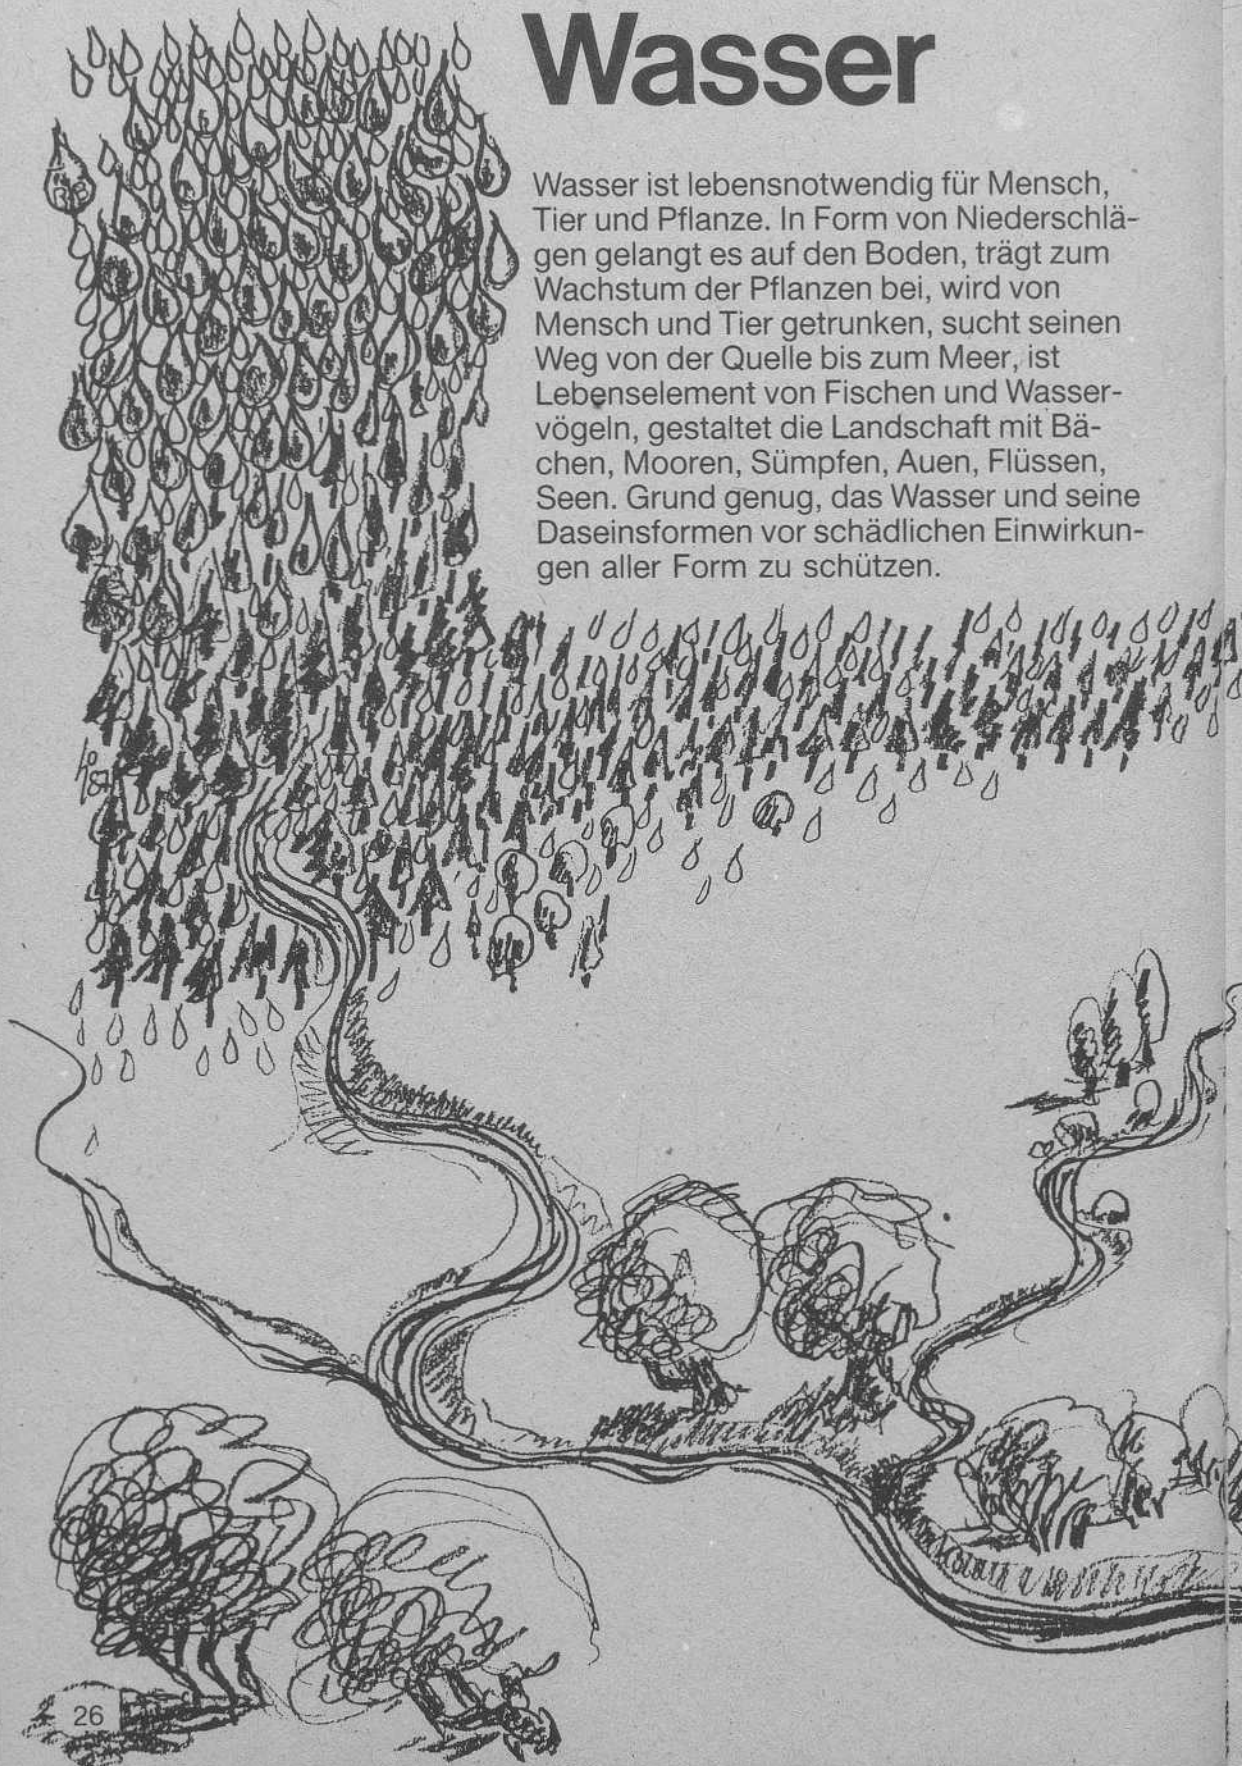 Wasser
Wasser ist lebensnotwendig für Mensch,
Tier und Pflanze. In Form von Niederschlä-
gen gelangt es auf den Boden, trägt zum
Wachstum der Pflanzen bei, wird von
Mensch und Tier getrunken, sucht seinen
Weg von der Quelle bis zum Meer, ist
Lebenselement von Fischen und Wasser-
vögeln, gestaltet die Landschaft mit Bä-
chen, Mooren, Sümpfen, Auen, Flüssen,
Seen. Grund genug, das Wasser und seine
Daseinsformen vor schädlichen Einwirkun-
gen aller Form zu schützen.
26